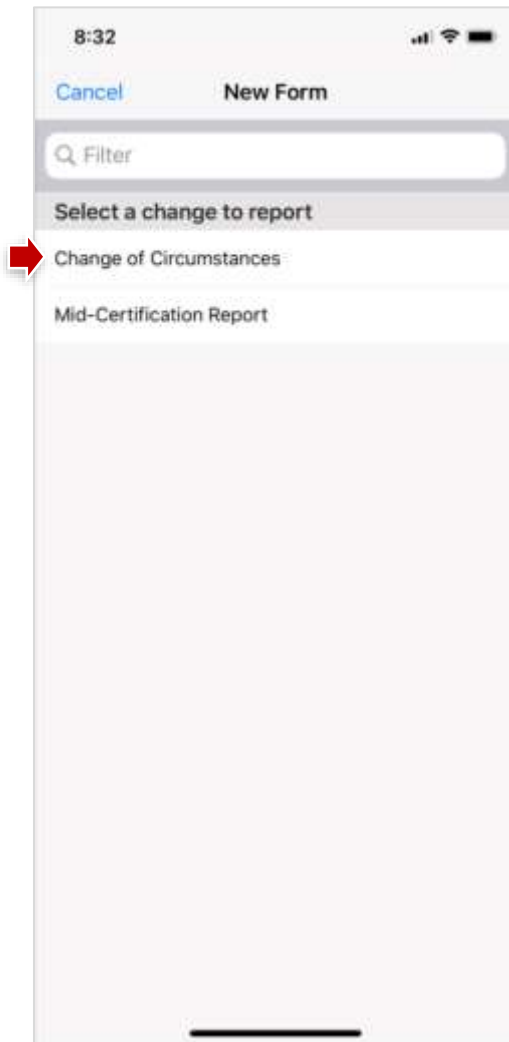 8:32
Cancel New Form
Filter
Select a change to report
Change of Circumstances
Mid-Certification Report